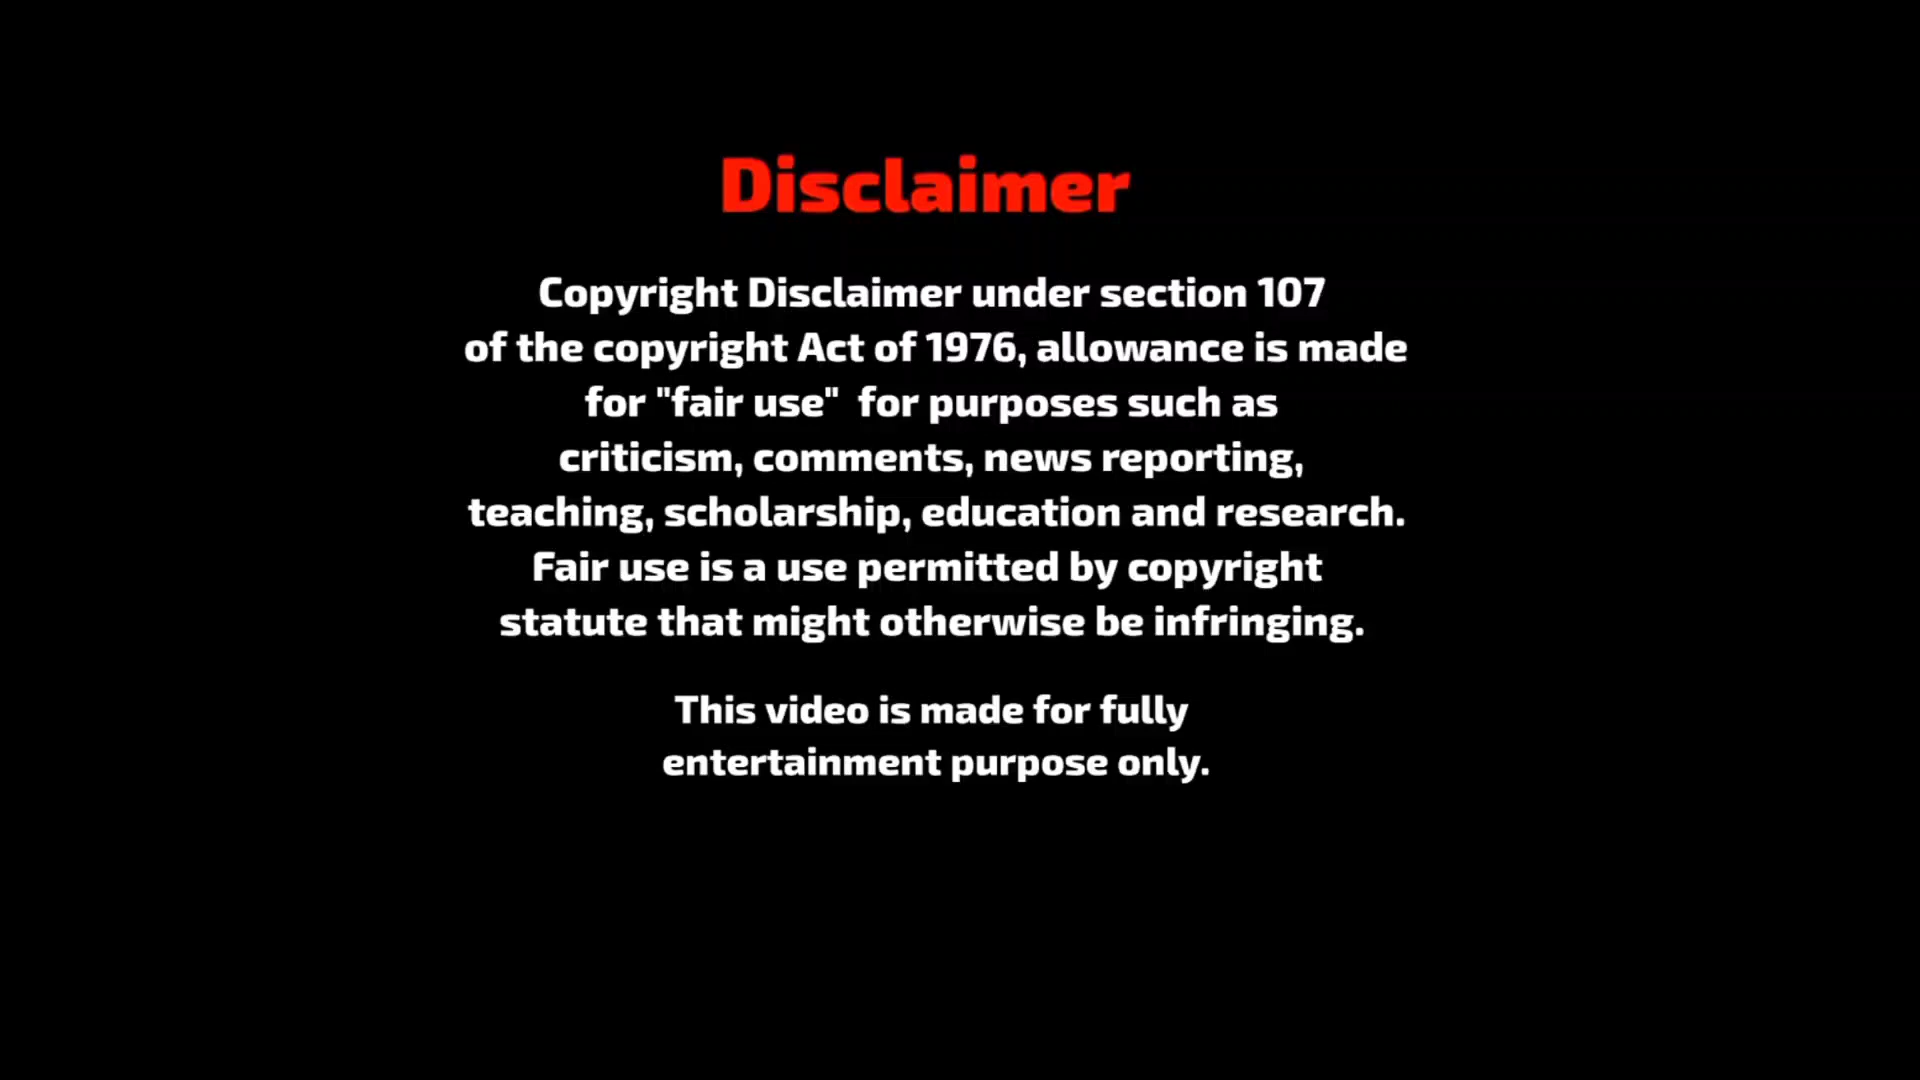 Disclaimer
Copyright Disclaimer under section 107
of the copyright Act of 1976, allowance is made
for "fair use"  for purposes such as
criticism, comments, news reporting,
teaching, scholarship, education and research.
Fair use is a use permitted by copyright
statute that might otherwise be infringing.
This video is made for fully
entertainment purpose only.